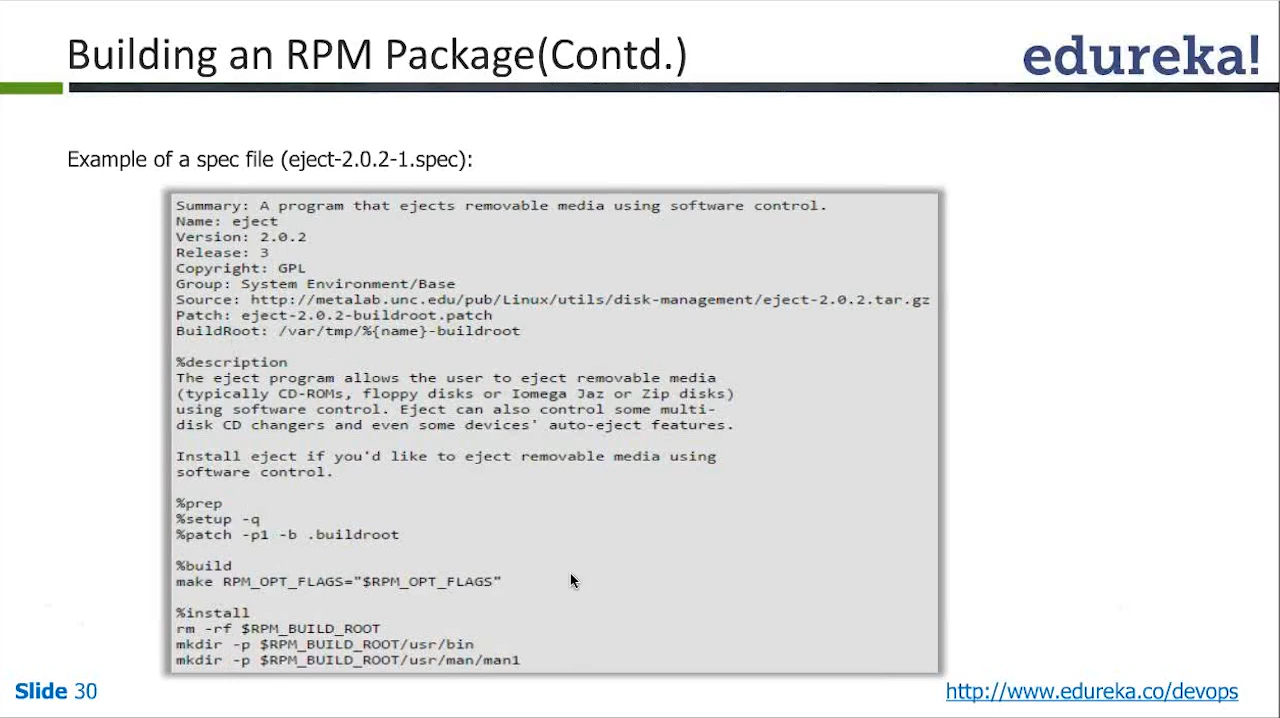 Building an RPM Package(Contd.)
edureka!
Example of a spec file (eject-2.0.2-1.spec):
Summary: A program that ejects removable media using software control.
Name: eject
Version: 2.0.2
Release: 3
Copyright: GPL
Group: System Environment/Base
Source: http://metalab.unc.edu/pub/Linux/utils/disk-management/eject-2.0.2.tar.gz
Patch: eject-2.0.2-buildroot.patch
BuildRoot: /var/tmp/%{name}-buildroot
%description
The eject program allows the user to eject removable media
(typically CD-ROMs, floppy disks or Iomega Jaz or Zip disks)
using software control. Eject can also control some multi-
disk CD changers and even some devices' auto-eject features.
Install eject if you'd like to eject removable media using
software control.
%prep
%setup -q
%patch -p1 -b .buildroot
%build
make RPM_OPT_FLAGS="$RPM_OPT_FLAGS"
%install
rm -rf $RPM_BUILD_ROOT
mkdir -p $RPM_BUILD_ROOT/usr/bin
mkdir -p $RPM_BUILD_ROOT/usr/man/man1
Slide 30
http://www.edureka.co/devops